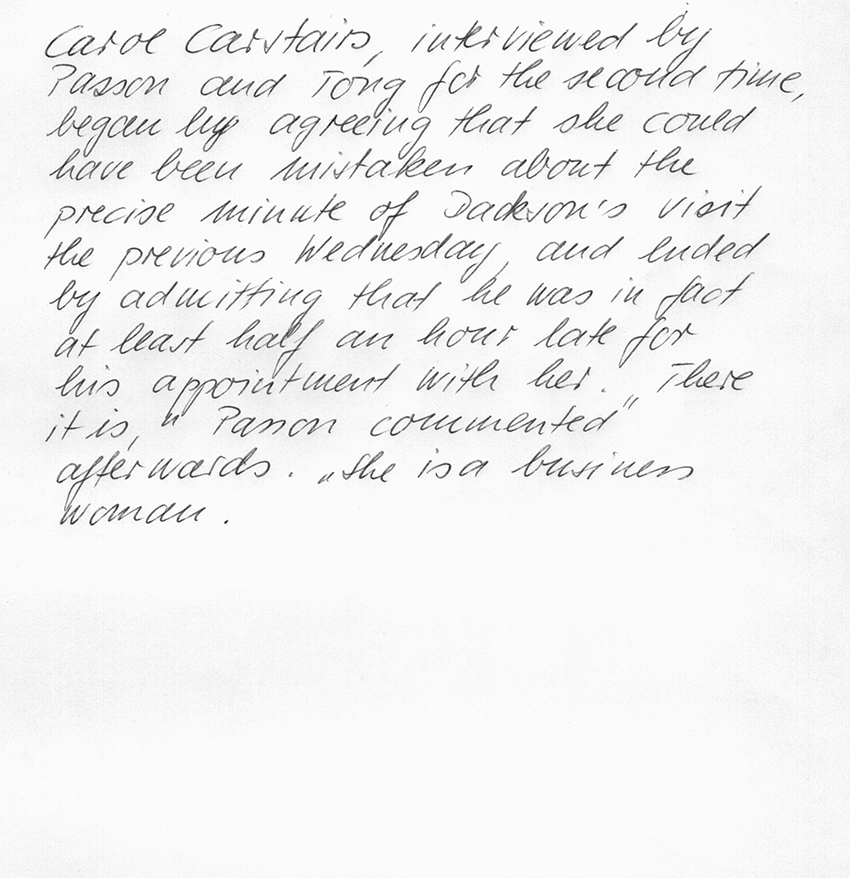 Carol Carstairs, interviewed by
Passon and Tong for the second time,
began by agreeing that she could
have been mistaken about the
precise minute of Dackson's visit
the previous Wednesday, and ended
by admitting that he was in fact
at least half an hour late for
his appointment with her. „There
it is," Passon commented"
afterwards. „She is a business
woman.